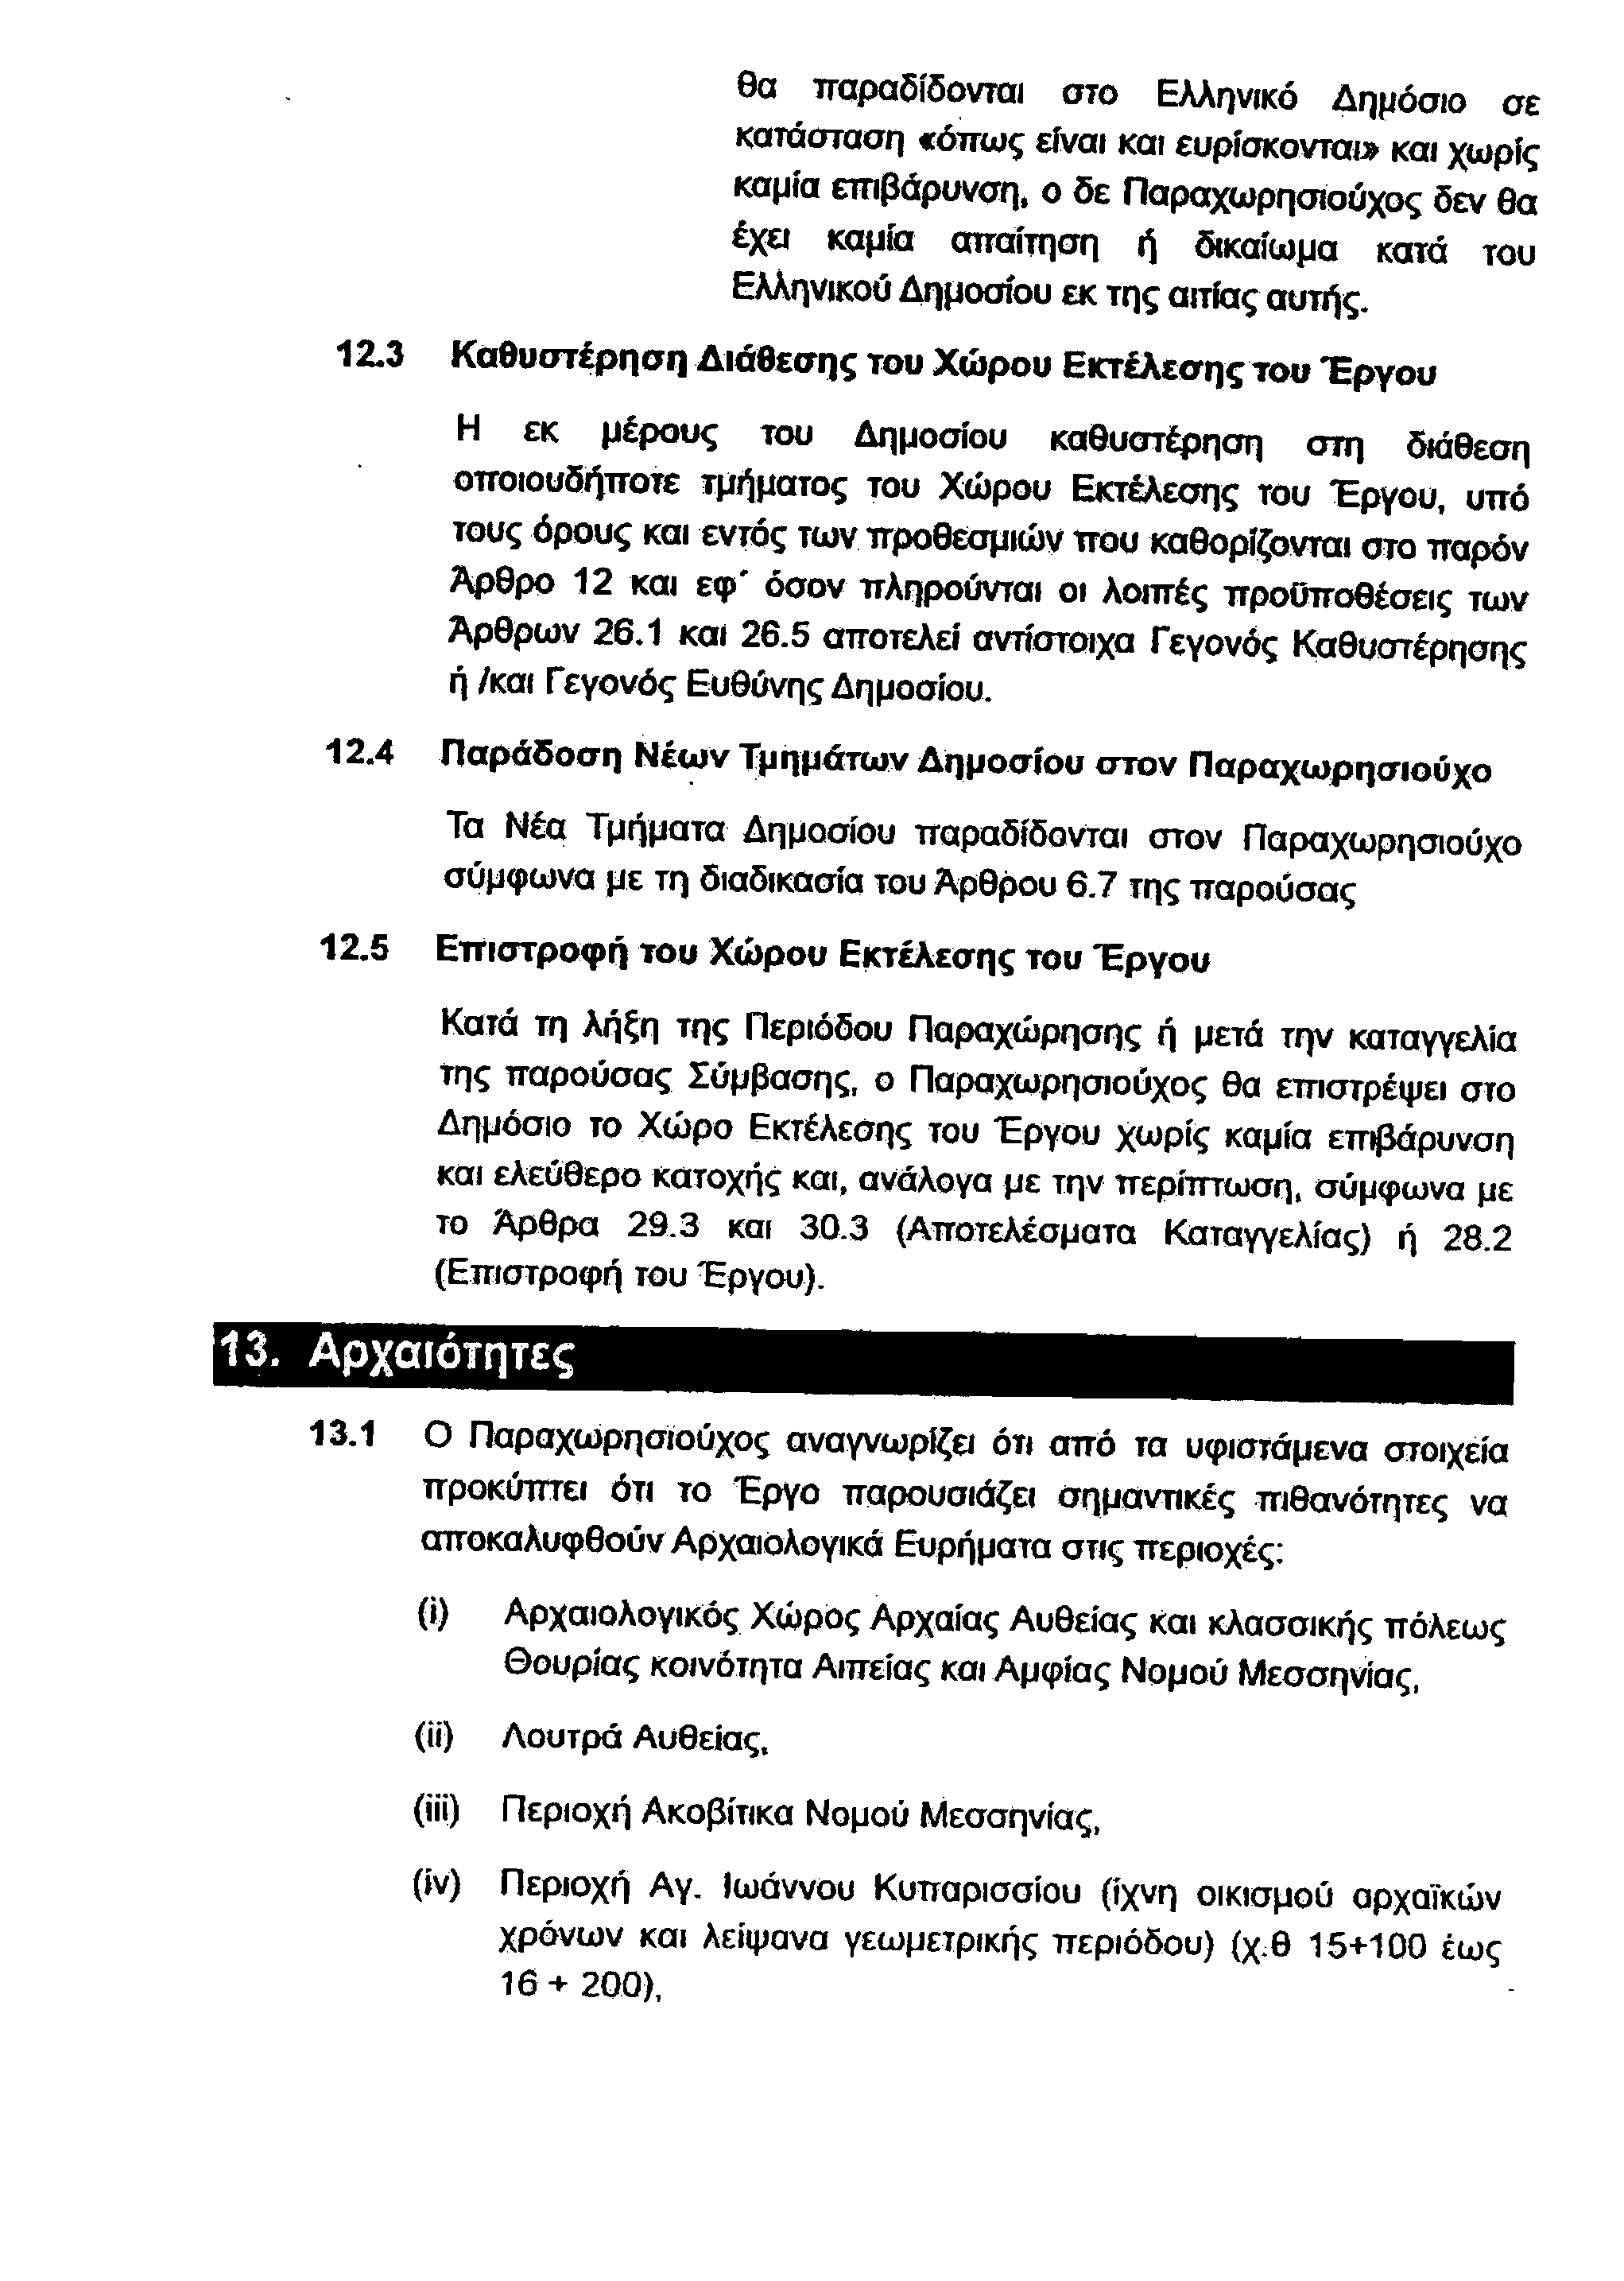 θα παραδίδονται στο Ελληνικό Δημόσιο σε
κατάσταση «όπως είναι και ευρίσκονται» και χωρίς
καμία επιβάρυνση, ο δε Παραχωρησιούχος δεν θα
έχει καμία απαίτηση ή δικαίωμα κατά του
Ελληνικού Δημοσίου εκ της αιτίας αυτής.
12.3 Καθυστέρηση Διάθεσης του Χώρου Εκτέλεσης του Έργου
Η εκ μέρους του Δημοσίου καθυστέρηση στη διάθεση
οποιουδήποτε τμήματος του Χώρου Εκτέλεσης του Έργου, υπό
τους όρους και εντός των προθεσμιών που καθορίζονται στο παρόν
Άρθρο 12 και εφ' όσον πληρούνται οι λοιπές προϋποθέσεις των
Άρθρων 26.1 και 26.5 αποτελεί αντίστοιχα Γεγονός Καθυστέρησης
ή /και Γεγονός Ευθύνης Δημοσίου.
12.4 Παράδοση Νέων Τμημάτων Δημοσίου στον Παραχωρησιούχο
Τα Νέα Τμήματα Δημοσίου παραδίδονται στον Παραχωρησιούχο
σύμφωνα με τη διαδικασία του Άρθρου 6.7 της παρούσας
12.5 Επιστροφή του Χώρου Εκτέλεσης του Έργου
Κατά τη λήξη της Περιόδου Παραχώρησης ή μετά την καταγγελία
της παρούσας Σύμβασης, ο Παραχωρησιούχος θα επιστρέψει στο
Δημόσιο το Χώρο Εκτέλεσης του Έργου χωρίς καμία επιβάρυνση
και ελεύθερο κατοχής και, ανάλογα με την περίπτωση, σύμφωνα με
το Άρθρα 29.3 και 30.3 (Αποτελέσματα Καταγγελίας) ή 28.2
(Επιστροφή του Έργου).
13. Αρχαιότητες
13.1 Ο Παραχωρησιούχος αναγνωρίζει ότι από τα υφιστάμενα στοιχεία
προκύπτει ότι το Έργο παρουσιάζει σημαντικές πιθανότητες να
αποκαλυφθούν Αρχαιολογικά Ευρήματα στις περιοχές:
(i) Αρχαιολογικός Χώρος Αρχαίας Αυθείας και κλασσικής πόλεως
Θουρίας κοινότητα Αιπείας και Αμφίας Νομού Μεσσηνίας,
(ii) Λουτρά Αυθείας,
(iii) Περιοχή Ακοβίτικα Νομού Μεσσηνίας,
(iv) Περιοχή Αγ. Ιωάννου Κυπαρισσίου (ίχνη οικισμού αρχαϊκών
χρόνων και λείψανα γεωμετρικής περιόδου) (χ.θ 15+100 έως
16 + 200),